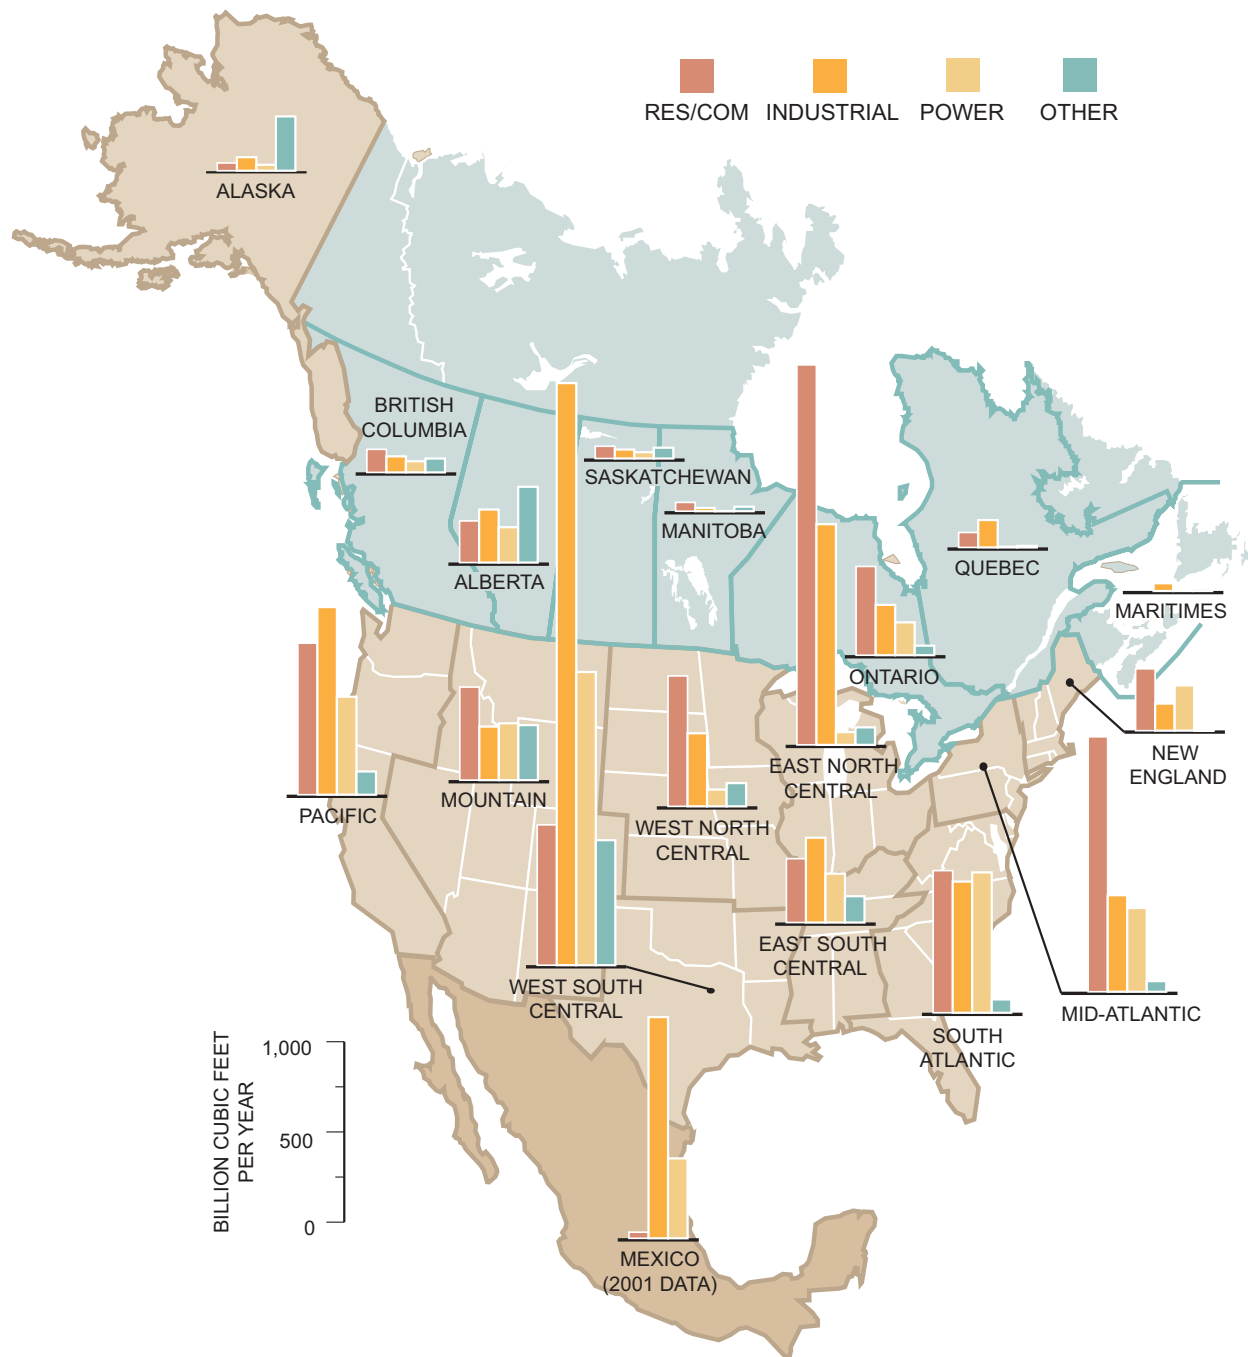 RES/COM
INDUSTRIAL
POWER
OTHER
ALASKA
BRITISH
COLUMBIA
SASKATCHEWAN
MANITOBA
ALBERTA
QUEBEC
MARITIMES
ONTARIO
NEW
ENGLAND
EAST NORTH
CENTRAL
PACIFIC
MOUNTAIN
WEST NORTH
CENTRAL
EAST SOUTH
CENTRAL
WEST SOUTH
CENTRAL
MID-ATLANTIC
SOUTH
ATLANTIC
BILLION CUBIC FEET
PER YEAR
1,000
500
0
MEXICO
(2001 DATA)